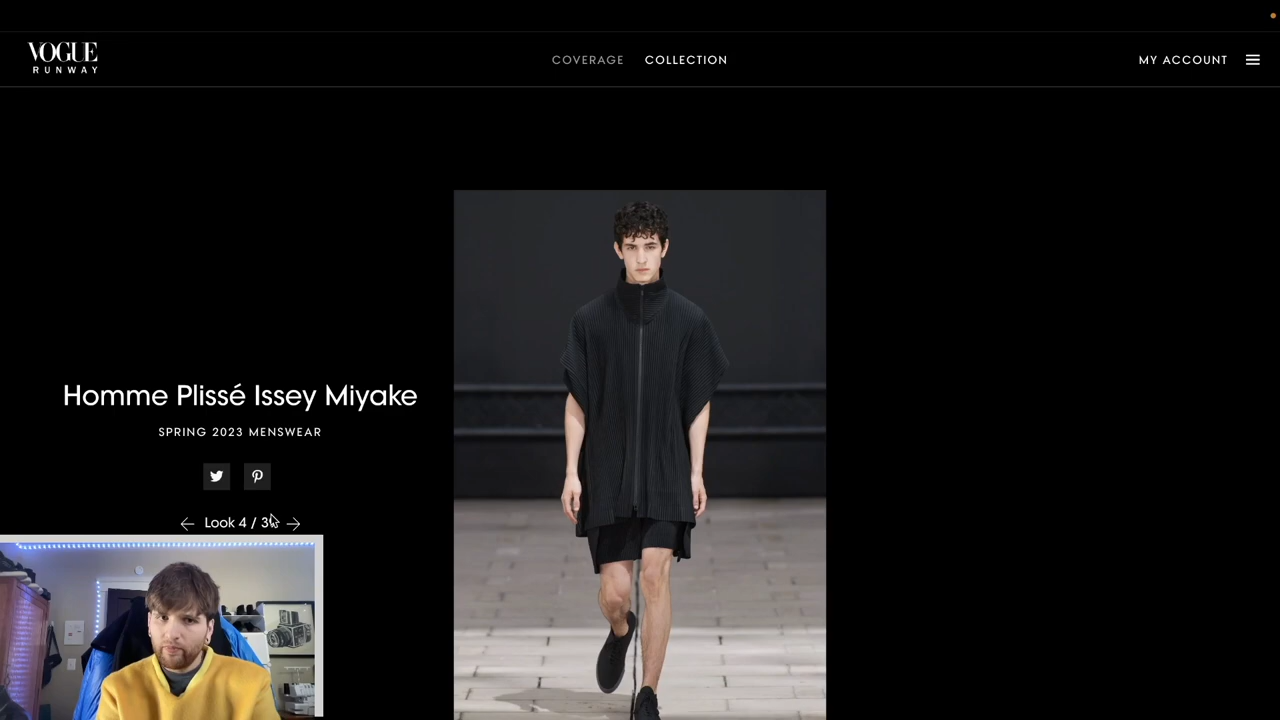 VOGUE
RUNWAY
COVERAGE COLLECTION
MY ACCOUNT
Homme Plissé Issey Miyake
SPRING 2023 MENSWEAR
Look 4 /